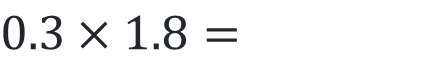 0.3 × 1.8 =